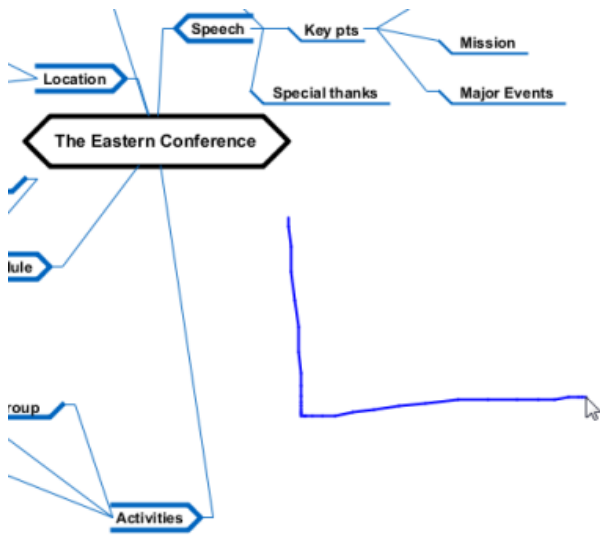 Speech
Key pts
Mission
Location
Special thanks
Major Events
The Eastern Conference
Activities